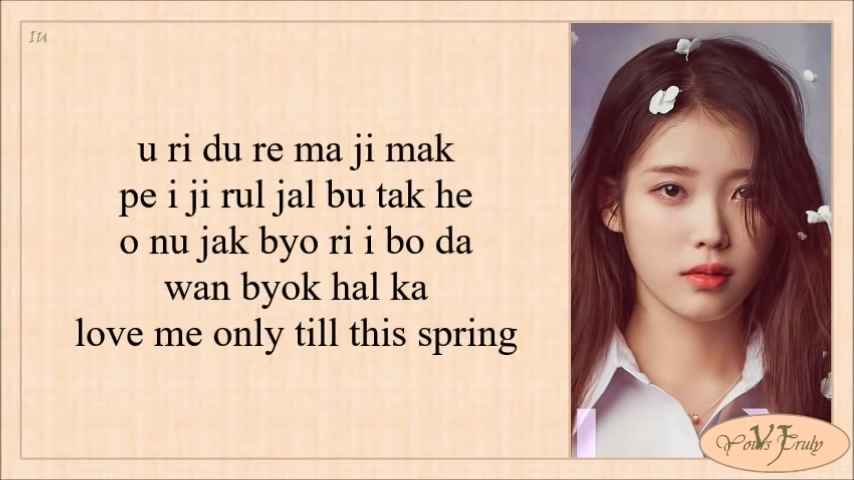 IU
u ri du re ma ji mak
pe i ji rul jal bu tak he
o nu jak byo ri i bo da
wan byok hal ka
love me only till this spring
VJ
Yours Truly